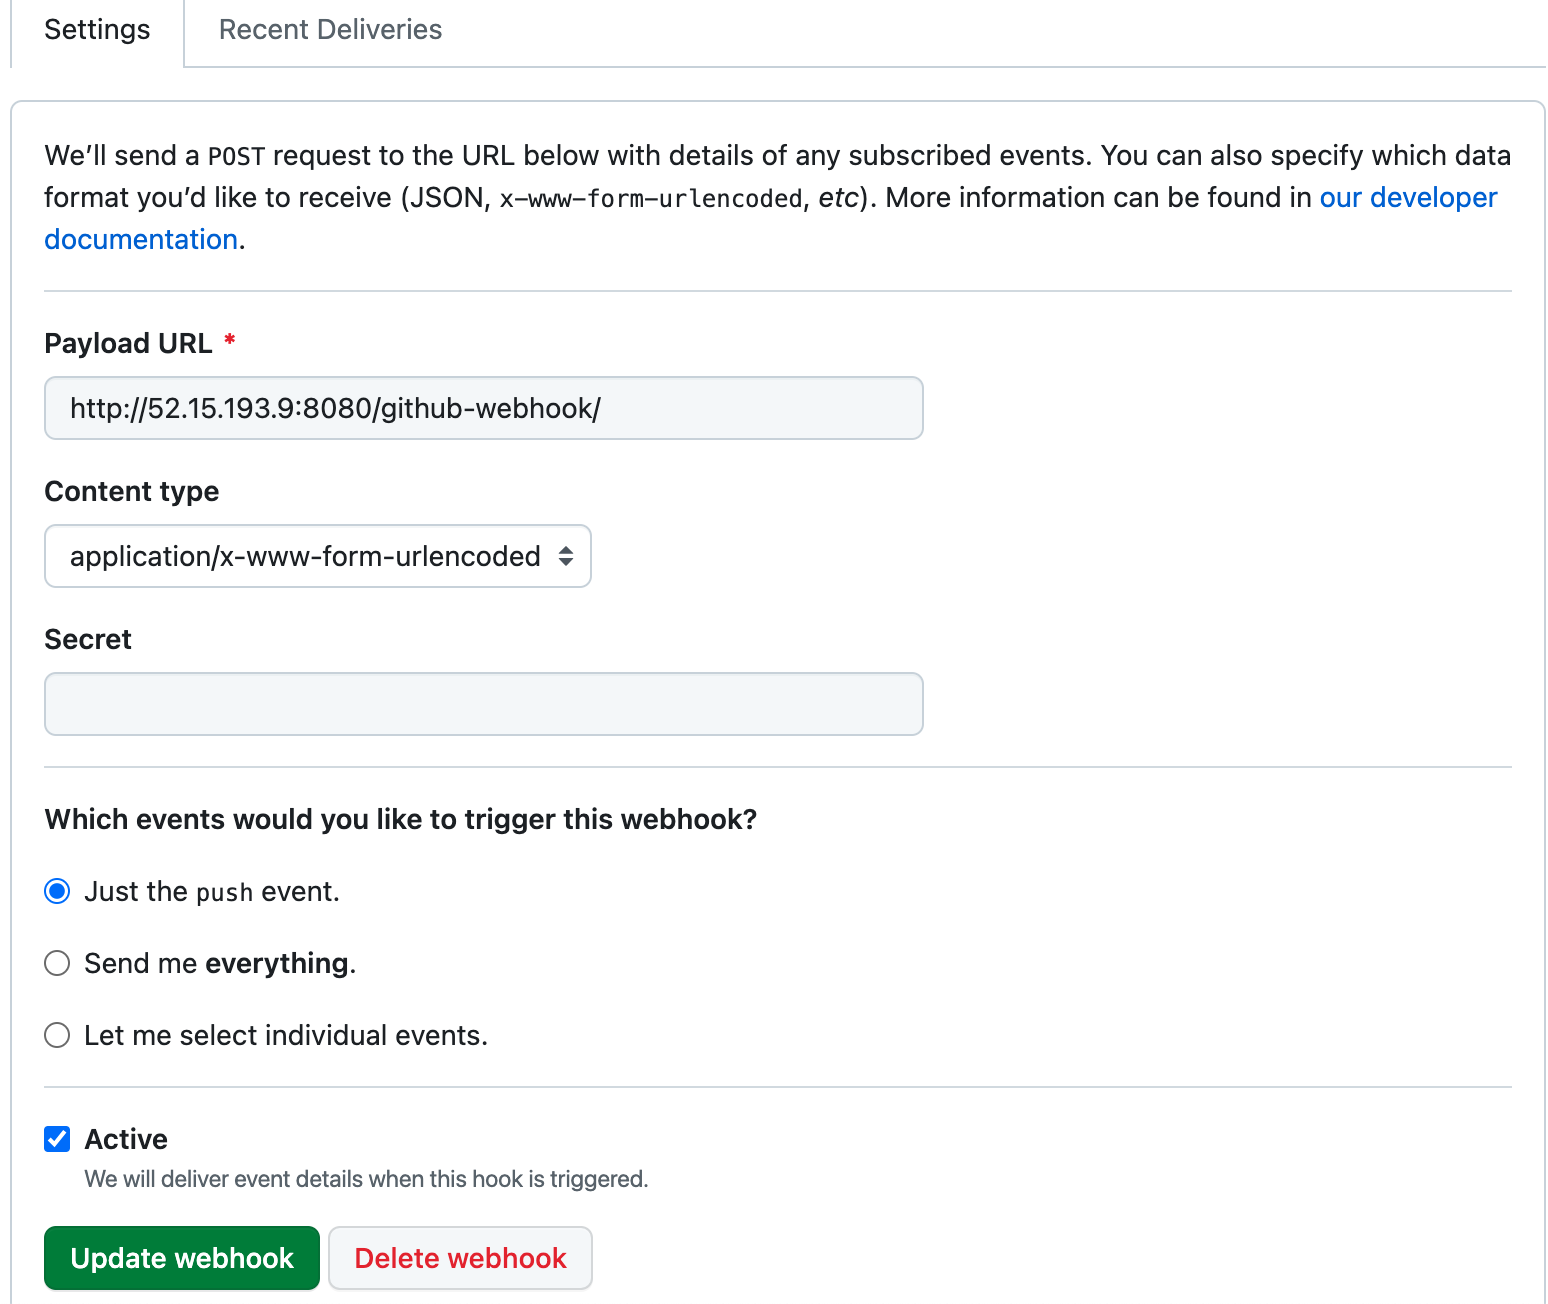 Settings
Recent Deliveries
We’ll send a POST request to the URL below with details of any subscribed events. You can also specify which data
format you’d like to receive (JSON, x-www-form-urlencoded, etc). More information can be found in our developer
documentation.
Payload URL *
http://52.15.193.9:8080/github-webhook/
Content type
application/x-www-form-urlencoded
Secret
Which events would you like to trigger this webhook?
Just the push event.
Send me everything.
Let me select individual events.
Active
We will deliver event details when this hook is triggered.
Update webhook
Delete webhook